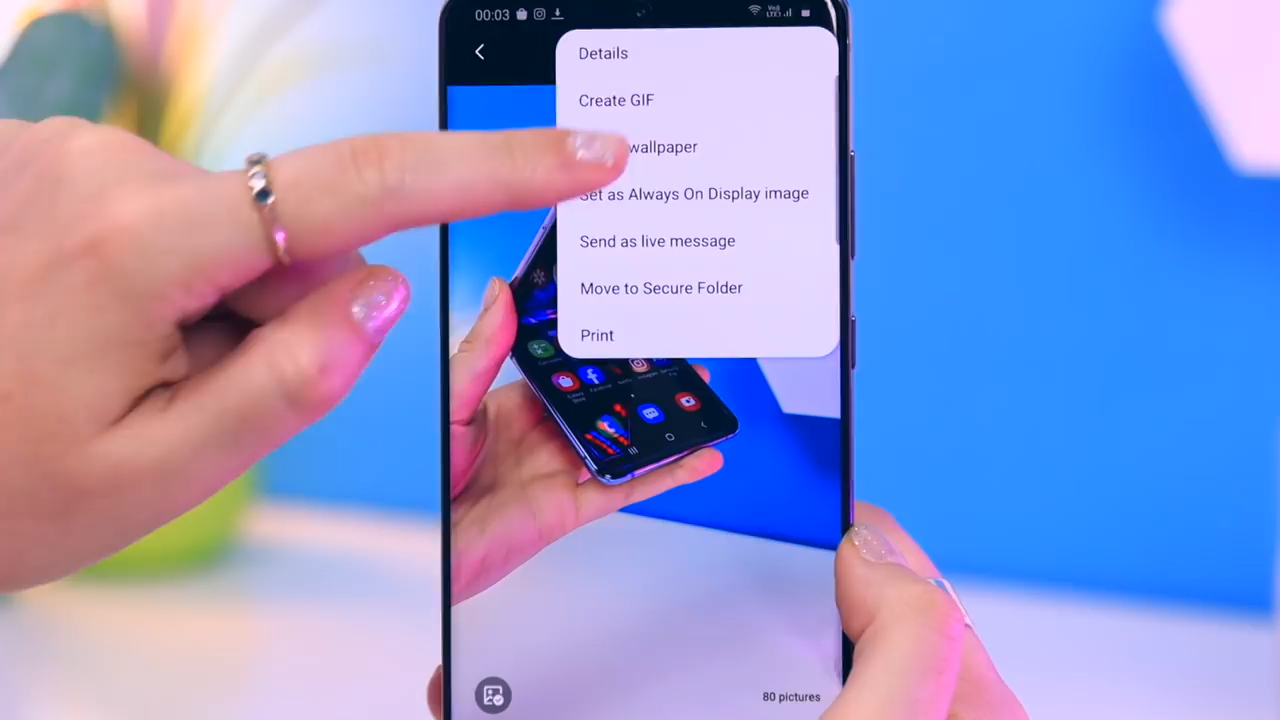 00:03
Details
Create GIF
wallpaper
Set as Always On Display image
Send as live message
Move to Secure Folder
Print
Facebook
80 pictures